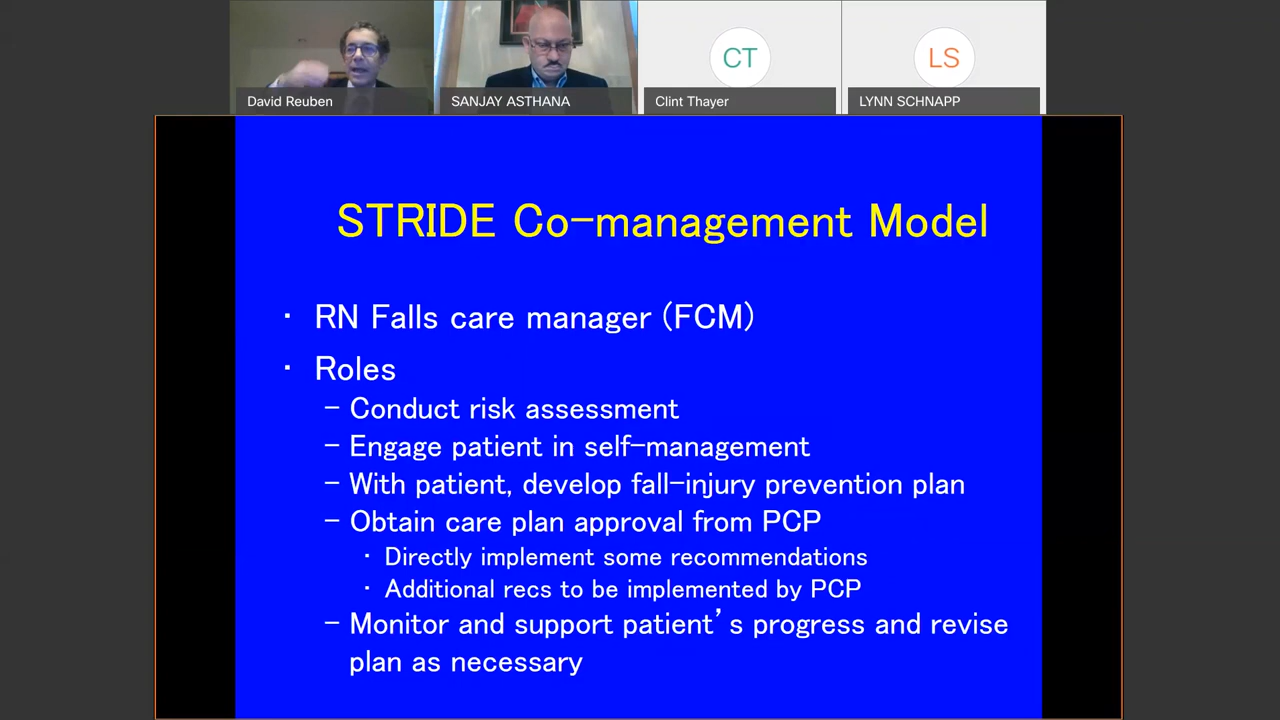 David Reuben
SANJAY ASTHANA
CT
Clint Thayer
LS
LYNN SCHNAPP
STRIDE Co-management Model
· RN Falls care manager (FCM)
· Roles
– Conduct risk assessment
– Engage patient in self-management
– With patient, develop fall-injury prevention plan
– Obtain care plan approval from PCP
· Directly implement some recommendations
· Additional recs to be implemented by PCP
– Monitor and support patient’s progress and revise
plan as necessary